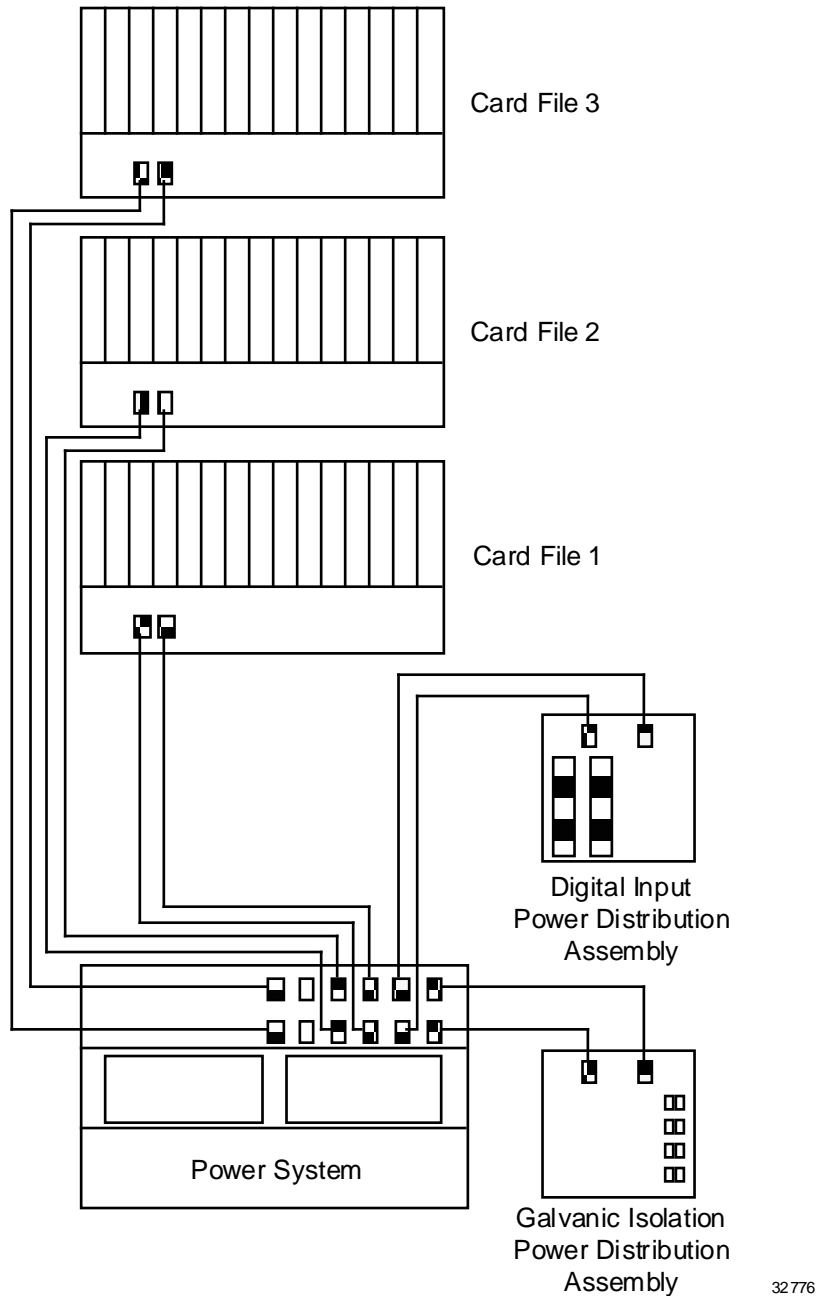 Card File 3
Card File 2
Card File 1
Digital Input
Power Distribution
Assembly
Power System
Galvanic Isolation
Power Distribution
Assembly
32776